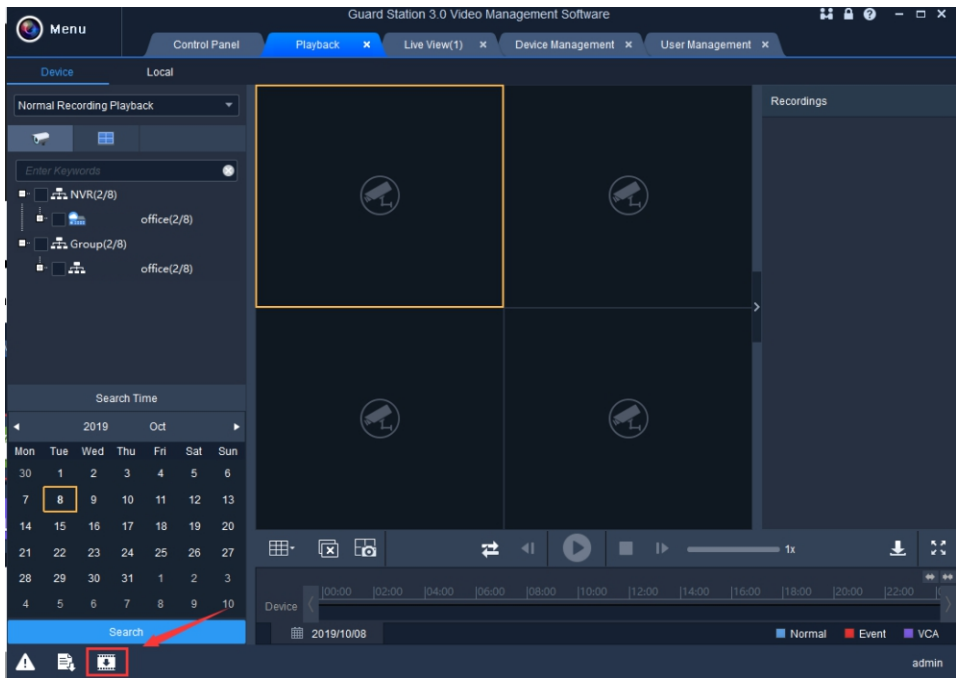 Guard Station 3.0 Video Management Software
Menu
Control Panel
Playback
Live View(1)
Device Management
User Management
Device
Local
Normal Recording Playback
Recordings
Enter Keywords
NVR(2/8)
office(2/8)
Group(2/8)
office(2/8)
Search Time
2019 Oct
Mon Tue Wed Thu Fri Sat Sun
30 1 2 3 4 5 6
7 8 9 10 11 12 13
14 15 16 17 18 19 20
21 22 23 24 25 26 27
28 29 30 31 1 2 3
4 5 6 7 8 9 10
Search
1x
00:00 02:00 04:00 06:00 08:00 10:00 12:00 14:00 16:00 18:00 20:00 22:00
Device
2019/10/08
Normal Event VCA
admin